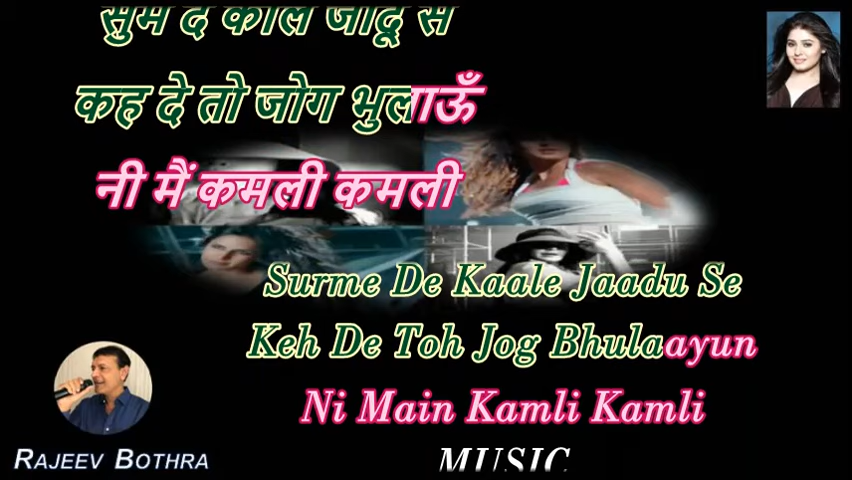 सुर्मे दे काले जादू से
कह दे तो जोग भुलाऊँ
नी मैं कमली कमली
Surme De Kaale Jaadu Se
Keh De Toh Jog Bhulaayun
Ni Main Kamli Kamli
RAJEEV BOTHRA
MUSIC